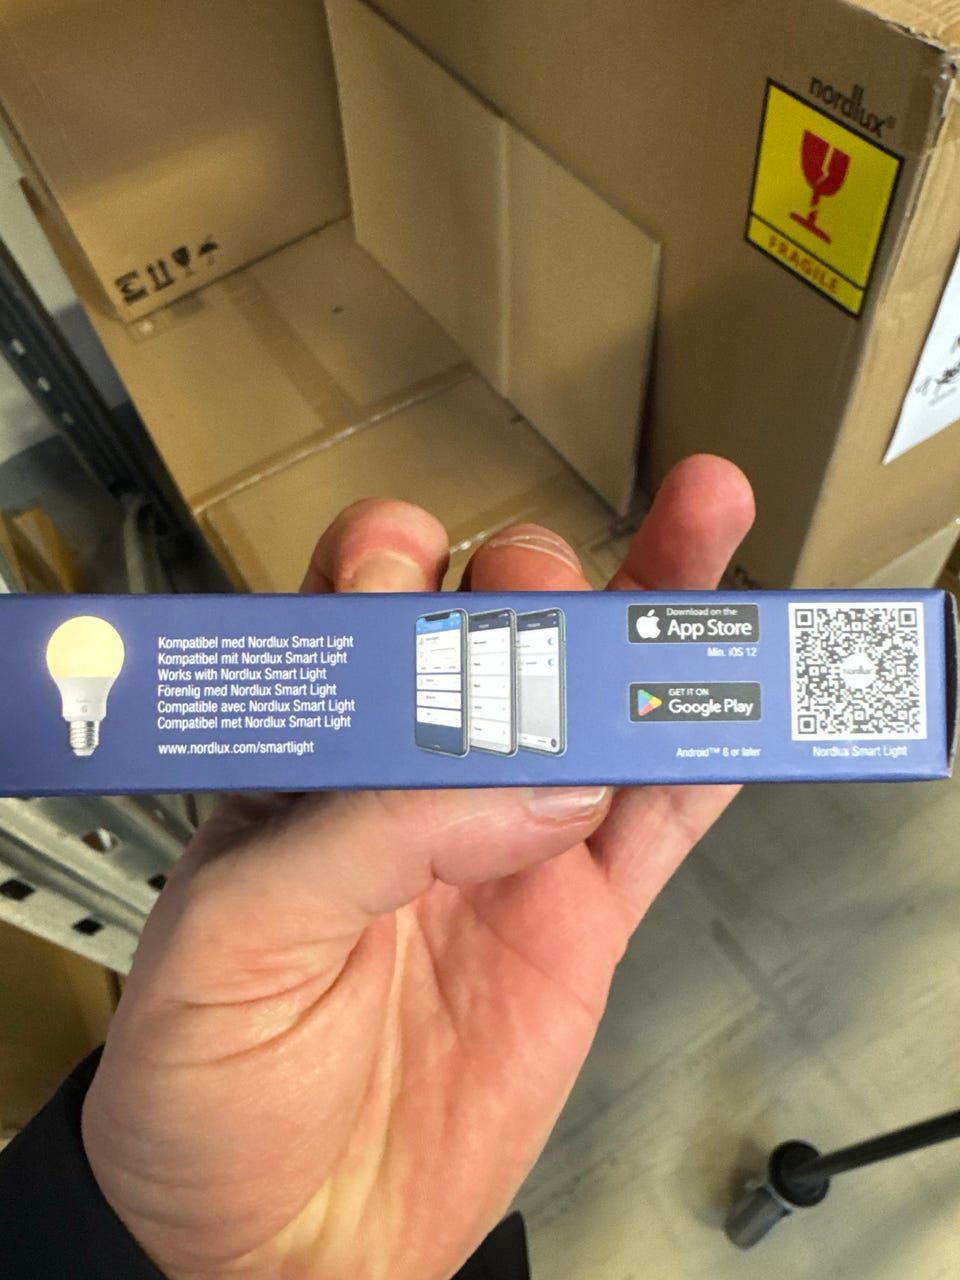 nordlux®
FRAGILE
Kompatibel med Nordlux Smart Light
Kompatibel mit Nordlux Smart Light
Works with Nordlux Smart Light
Förenlig med Nordlux Smart Light
Compatible avec Nordlux Smart Light
Compatibel met Nordlux Smart Light
www.nordlux.com/smartlight
Download on the
App Store
Min. iOS 12
GET IT ON
Google Play
Android™ 8 or later
Nordlux
Nordlux Smart Light